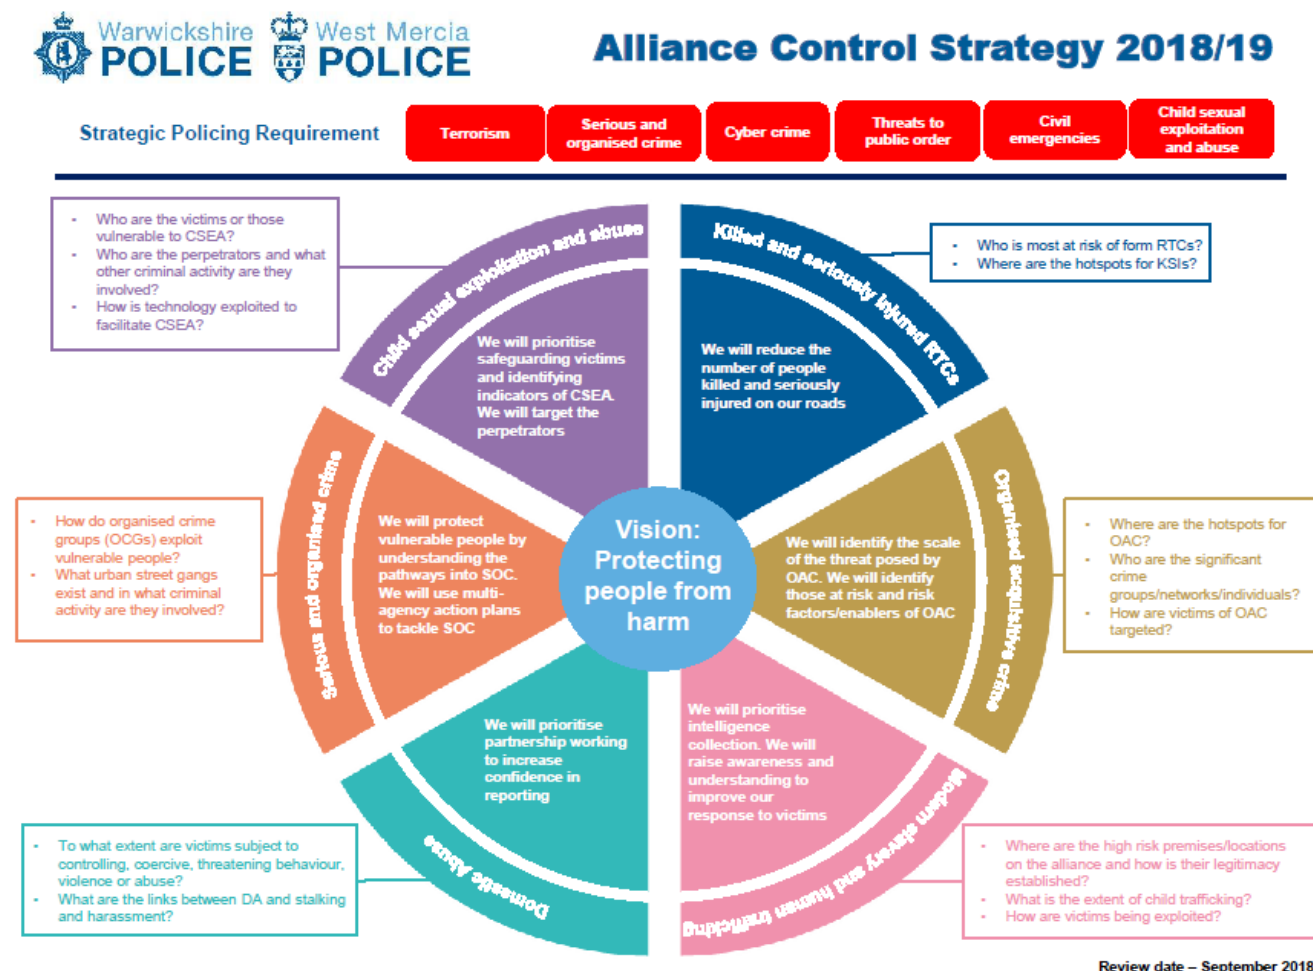 Warwickshire
POLICE
West Mercia
POLICE
Alliance Control Strategy 2018/19
Strategic Policing Requirement
Terrorism
Serious and
organised crime
Cyber crime
Threats to
public order
Civil
emergencies
Child sexual
exploitation
and abuse
- Who are the victims or those
vulnerable to CSEA?
- Who are the perpetrators and what
other criminal activity are they
involved?
- How is technology exploited to
facilitate CSEA?
Child sexual exploitation and abuse
We will prioritise
safeguarding victims
and identifying
indicators of CSEA.
We will target the
perpetrators
Killed and seriously injured RTCs
We will reduce the
number of people
killed and seriously
injured on our roads
- Who is most at risk of form RTCs?
- Where are the hotspots for KSIs?
- How do organised crime
groups (OCGs) exploit
vulnerable people?
- What urban street gangs
exist and in what criminal
activity are they involved?
Serious and organised crime
We will protect
vulnerable people by
understanding the
pathways into SOC.
We will use multi-
agency action plans
to tackle SOC
Vision:
Protecting
people from
harm
We will identify the scale
of the threat posed by
OAC. We will identify
those at risk and risk
factors/enablers of OAC
Organised acquisitive crime
- Where are the hotspots for
OAC?
- Who are the significant
crime
groups/networks/individuals?
- How are victims of OAC
targeted?
We will prioritise
partnership working
to increase
confidence in
reporting
Domestic Abuse
- To what extent are victims subject to
controlling, coercive, threatening behaviour,
violence or abuse?
- What are the links between DA and stalking
and harassment?
We will prioritise
intelligence
collection. We will
raise awareness and
understanding to
improve our
response to victims
Modern slavery and human trafficking
- Where are the high risk premises/locations
on the alliance and how is their legitimacy
established?
- What is the extent of child trafficking?
- How are victims being exploited?
Review date – September 2018